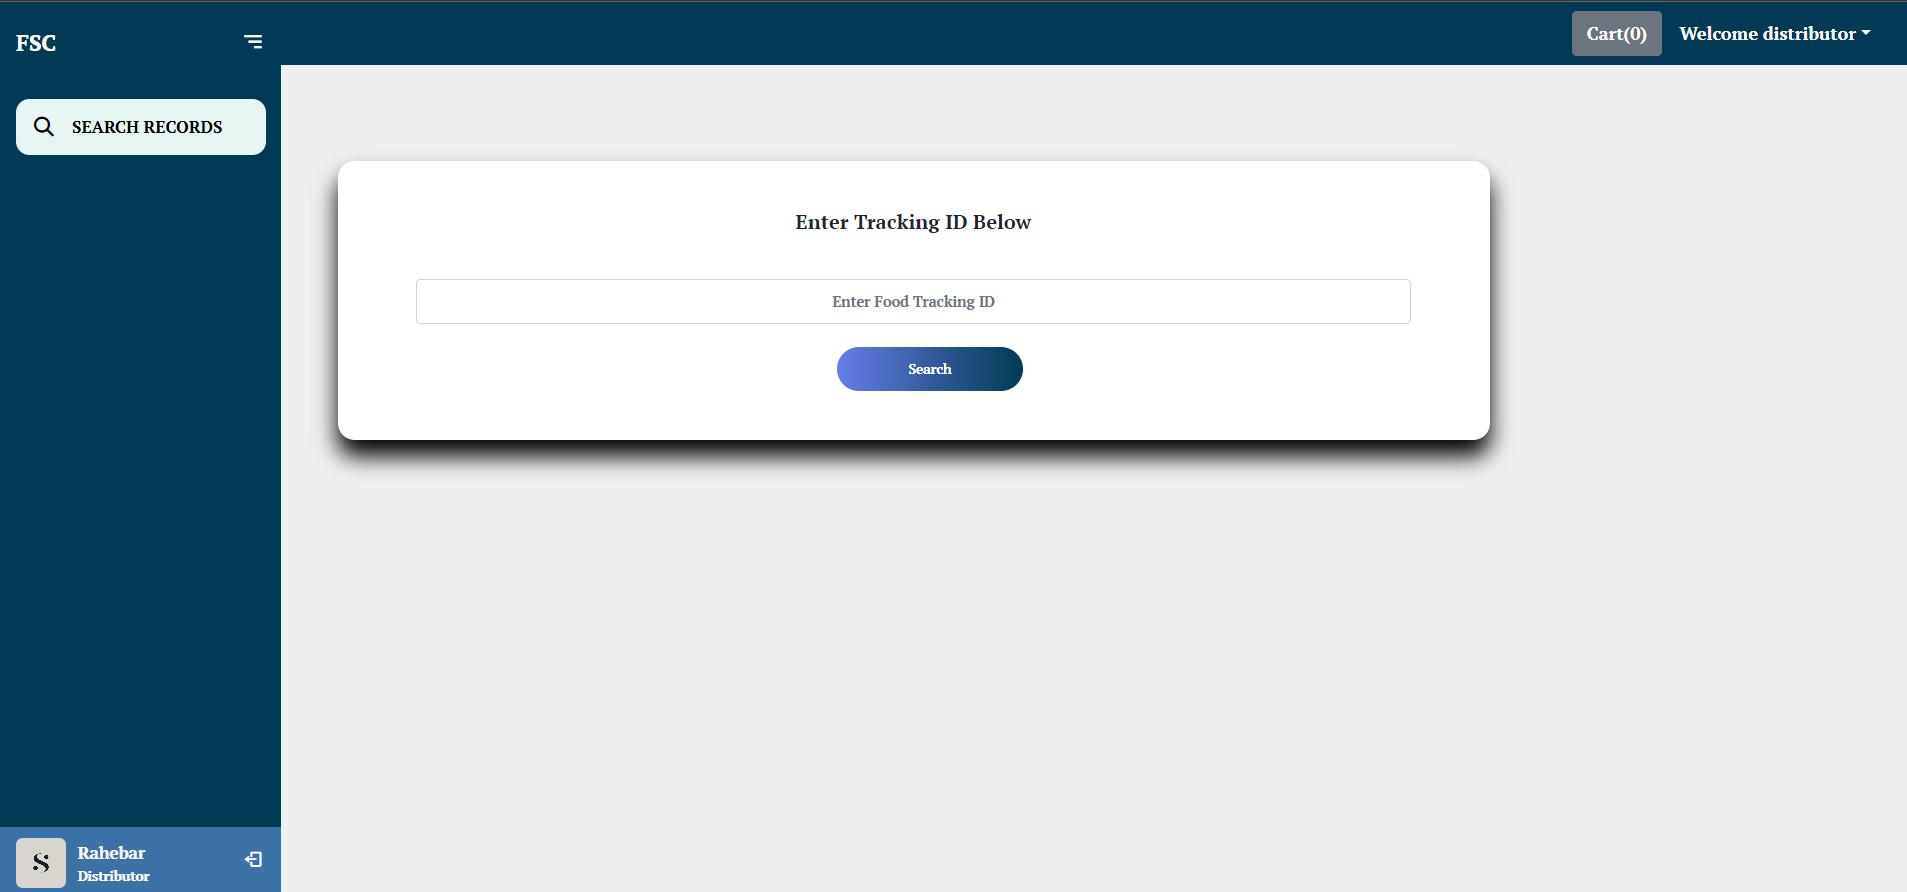 FSC
Cart(0)
Welcome distributor
SEARCH RECORDS
Enter Tracking ID Below
Enter Food Tracking ID
Search
Rahebar
Distributor